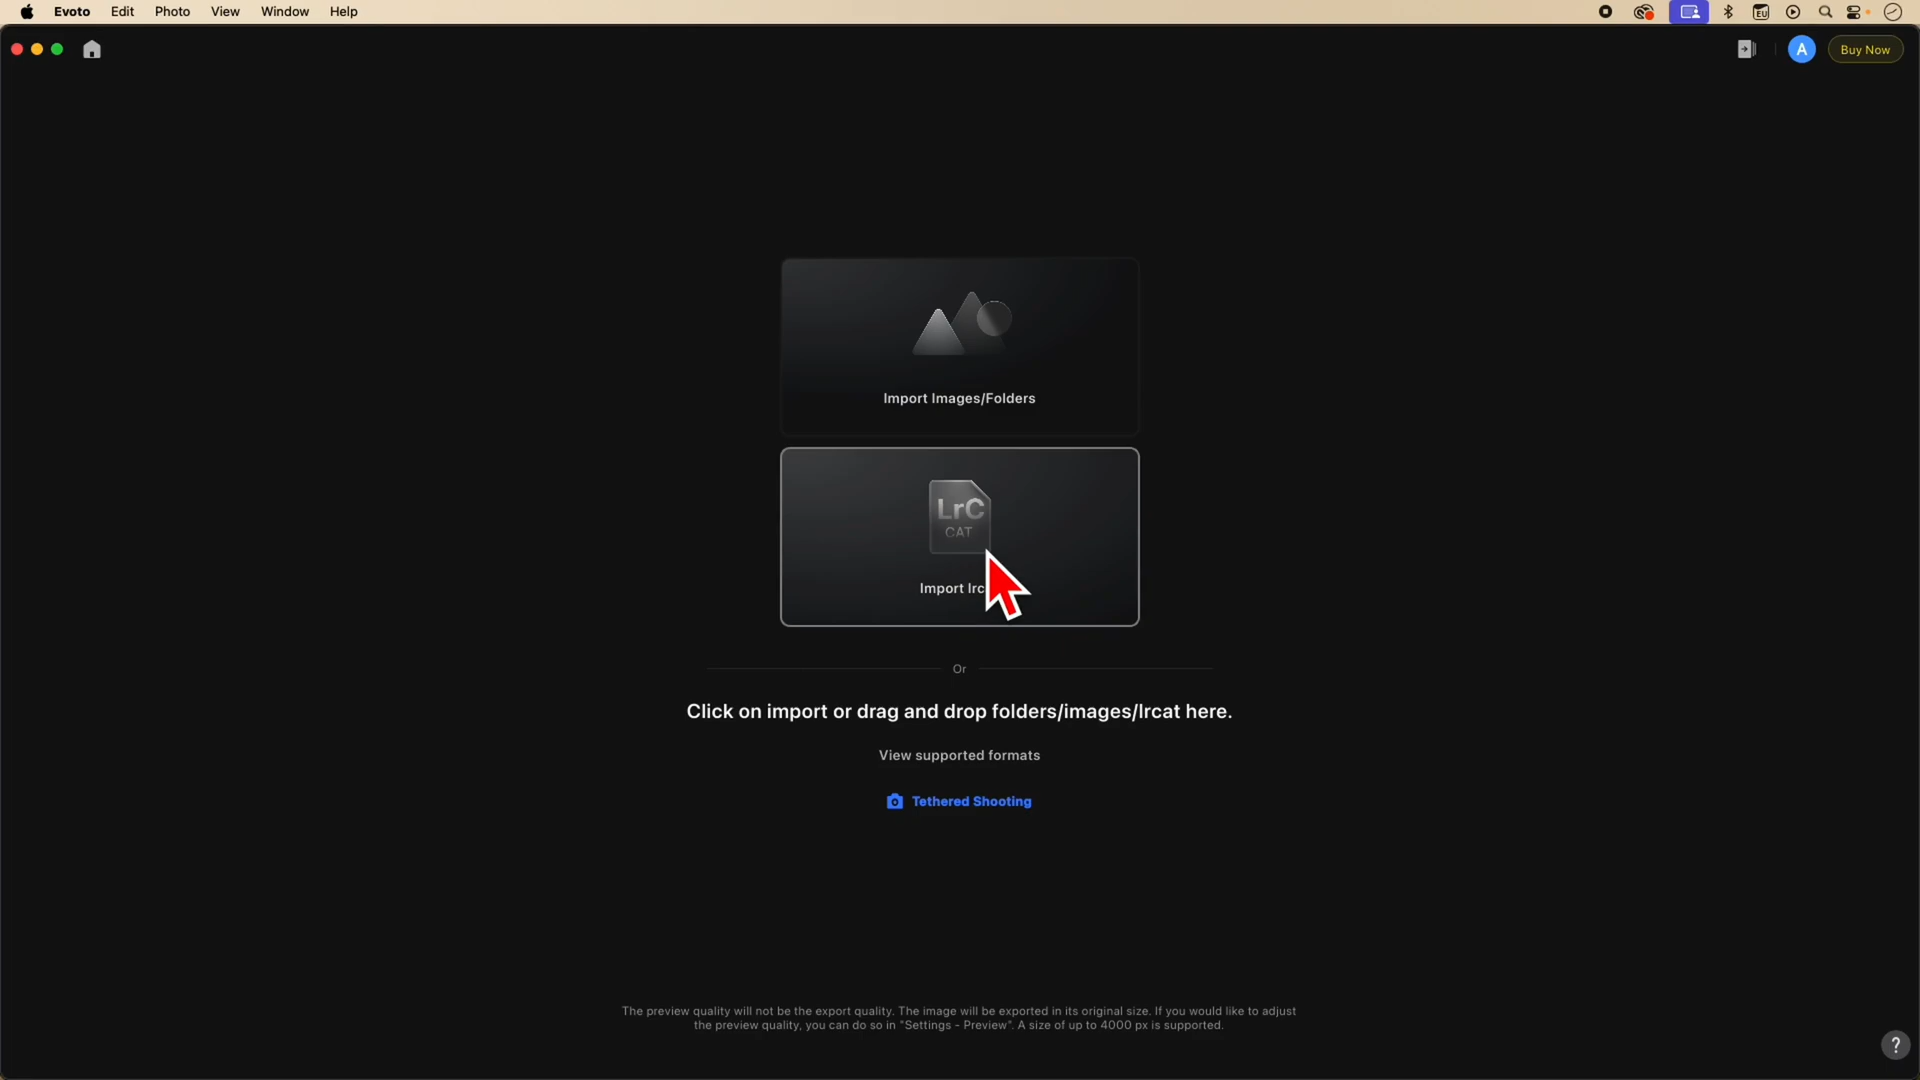 Evoto Edit Photo View Window Help
EU
A
Buy Now
Import Images/Folders
LrC
CAT
Import lrc
Or
Click on import or drag and drop folders/images/lrcat here.
View supported formats
Tethered Shooting
The preview quality will not be the export quality. The image will be exported in its original size. If you would like to adjust
the preview quality, you can do so in "Settings - Preview". A size of up to 4000 px is supported.
?